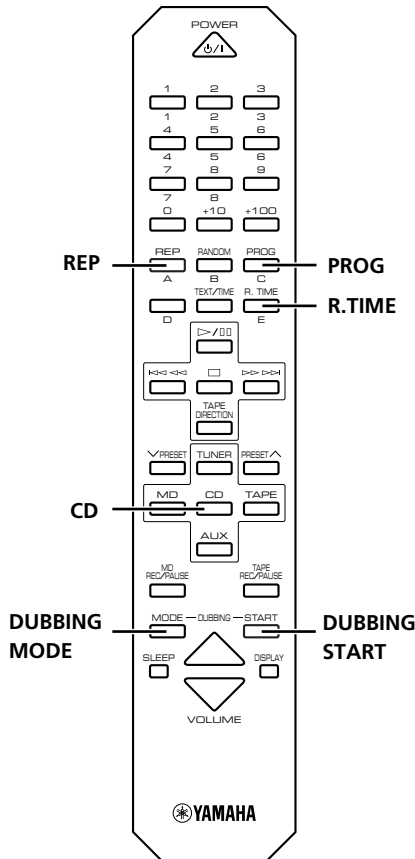 POWER
⏻/I
1 2 3
1 2 3
4 5 6
4 5 6
7 8 9
7 8
0 +10 +100
REP RANDOM PROG
REP PROG
A B C
TEXT/TIME R. TIME
R.TIME
D E
TAPE
DIRECTION
PRESET TUNER PRESET
MD CD TAPE
CD
AUX
MD
REC/PAUSE
TAPE
REC/PAUSE
MODE DUBBING START
DUBBING
MODE
DUBBING
START
SLEEP DISPLAY
VOLUME
YAMAHA